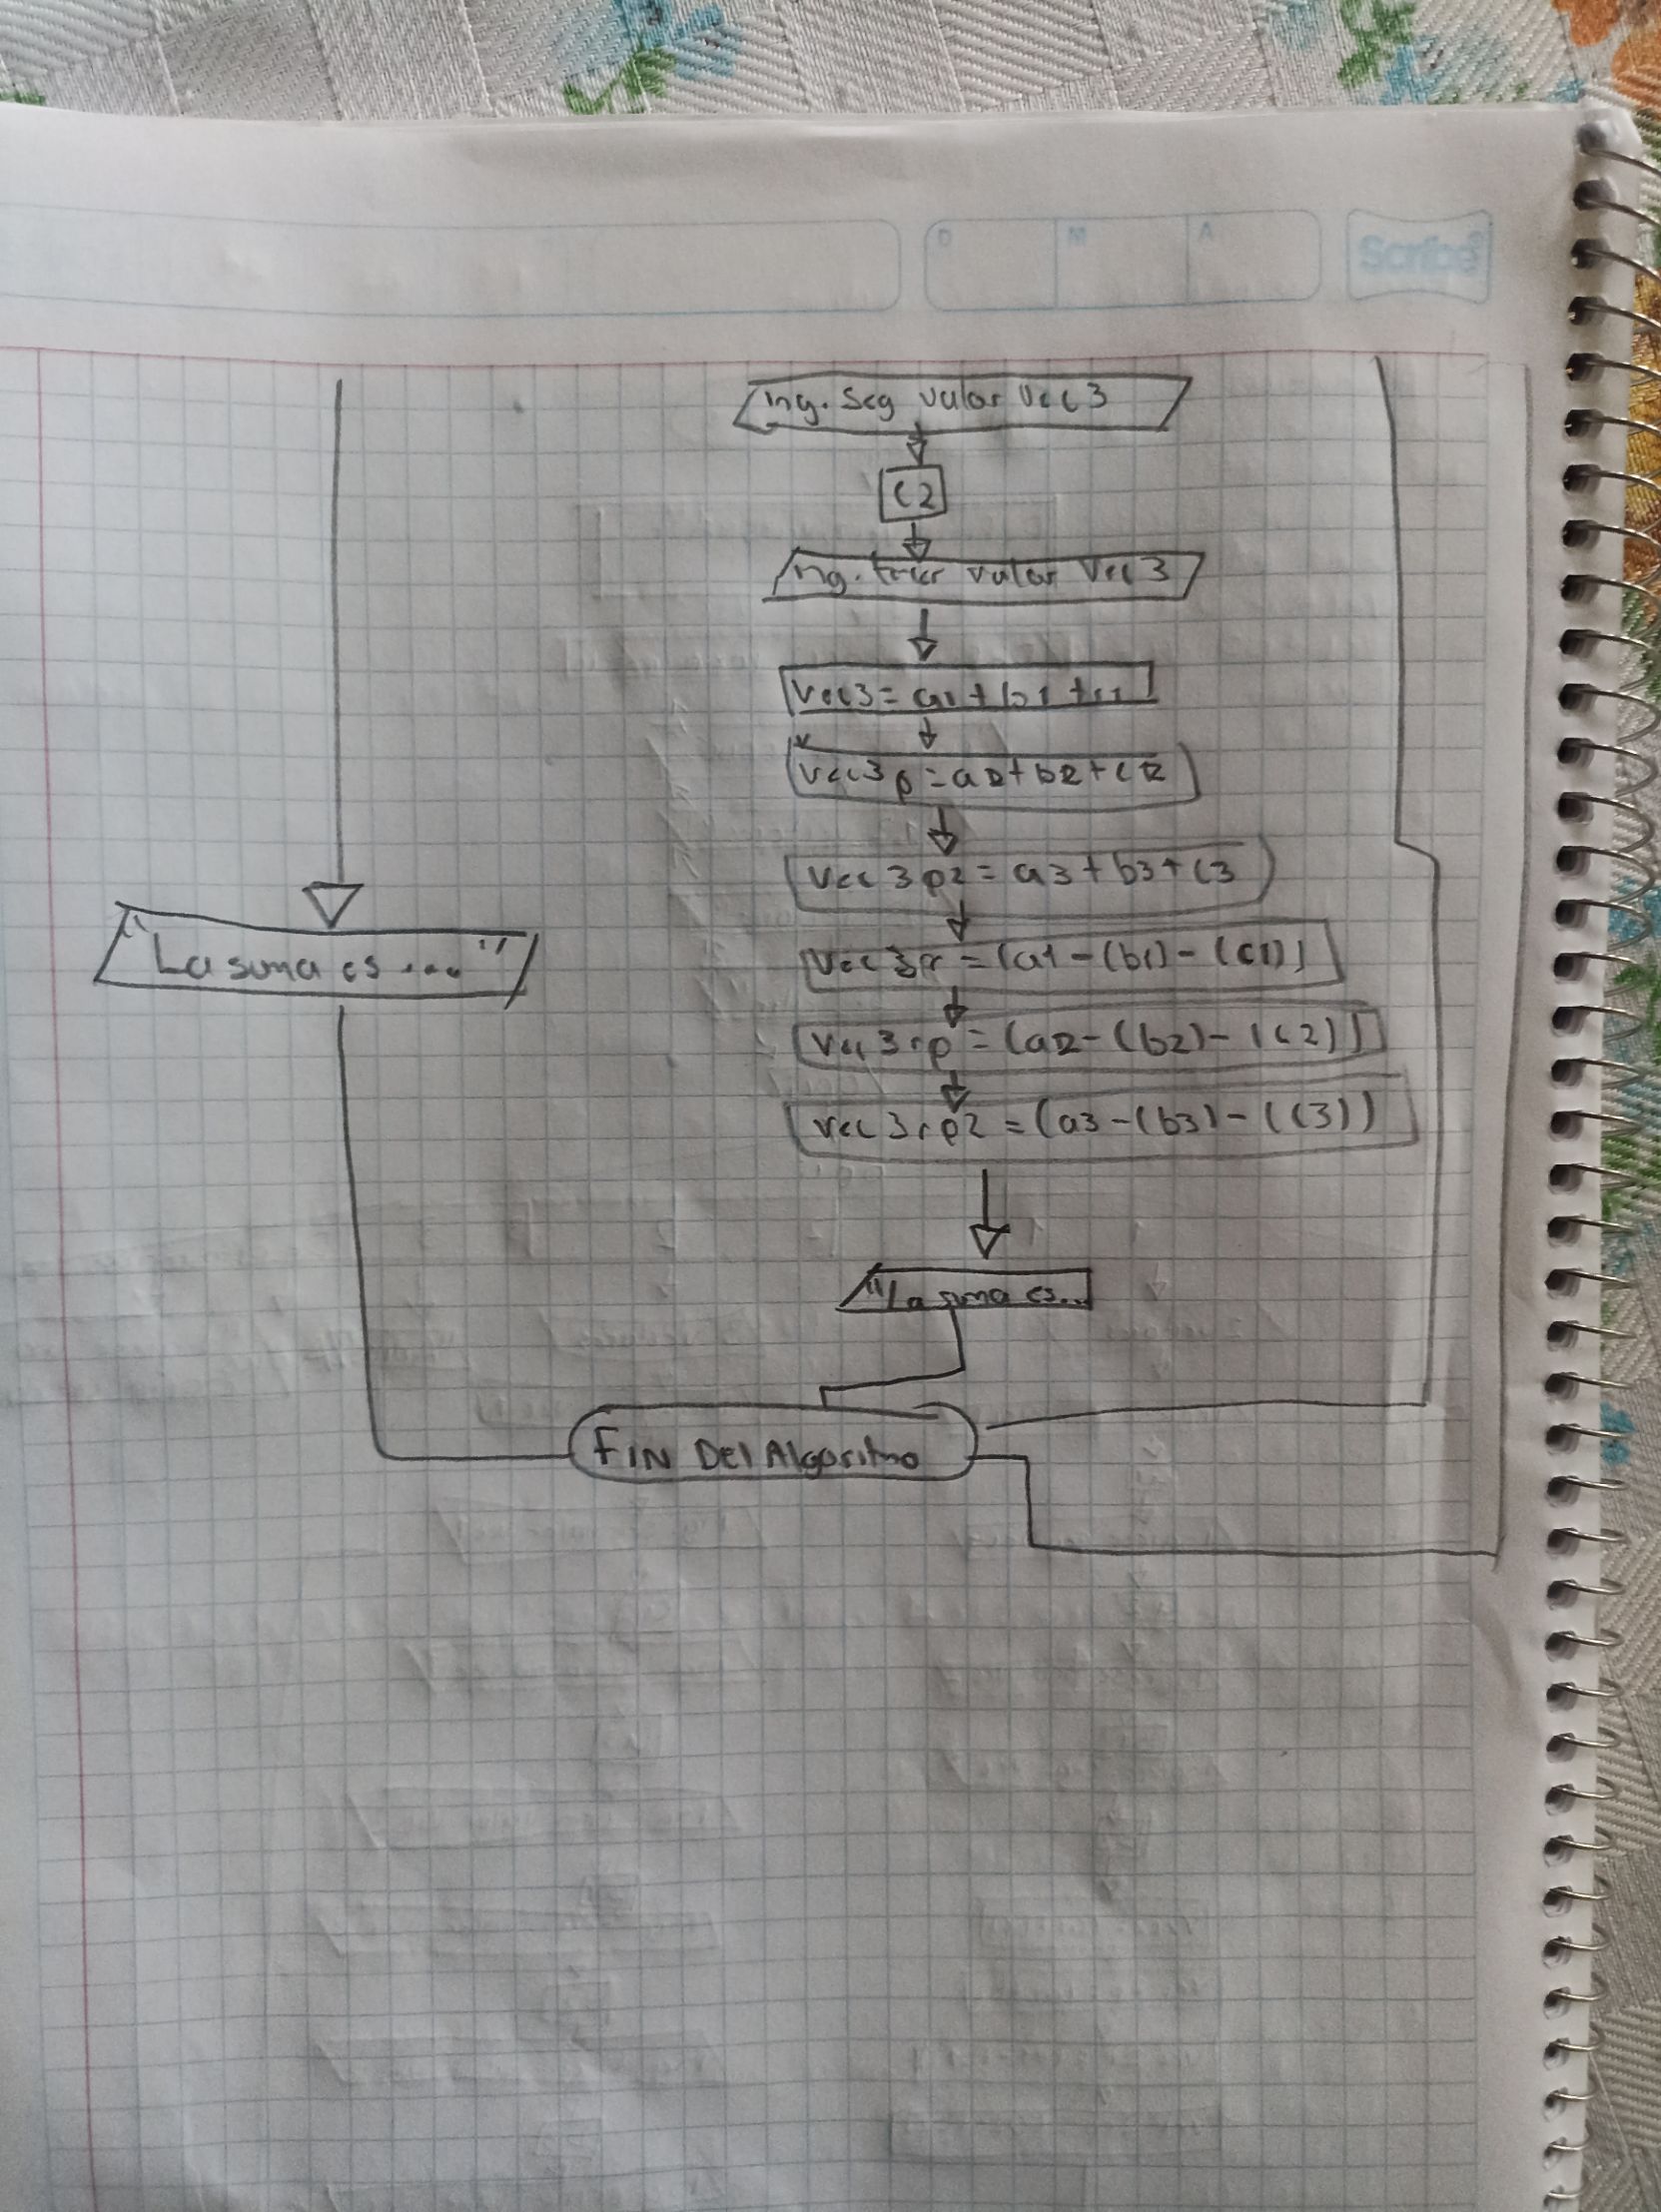 D M A Scribe
Ing. Seg valor Vec3
C2
Ing. tercer valor Vec3
Vec3= a1+b1+c1
Vec3p=a2+b2+c2
Vec3p2=a3+b3+c3
"La suma es..."
Vec3r=(a1-(b1)-(c1))
Vec3rp=(a2-(b2)-(c2))
Vec3rp2=(a3-(b3)-(c3))
"La suma es...
FIN Del Algoritmo